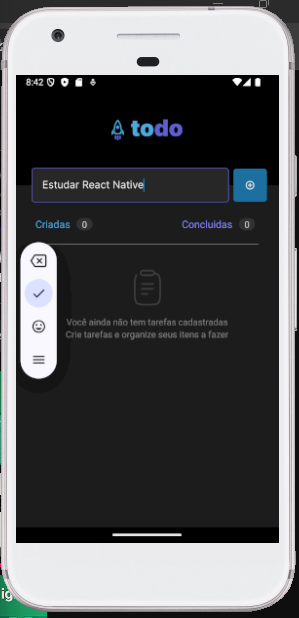 8:42
todo
Estudar React Native
Criadas 0 Concluidas 0
Você ainda não tem tarefas cadastradas
Crie tarefas e organize seus itens a fazer